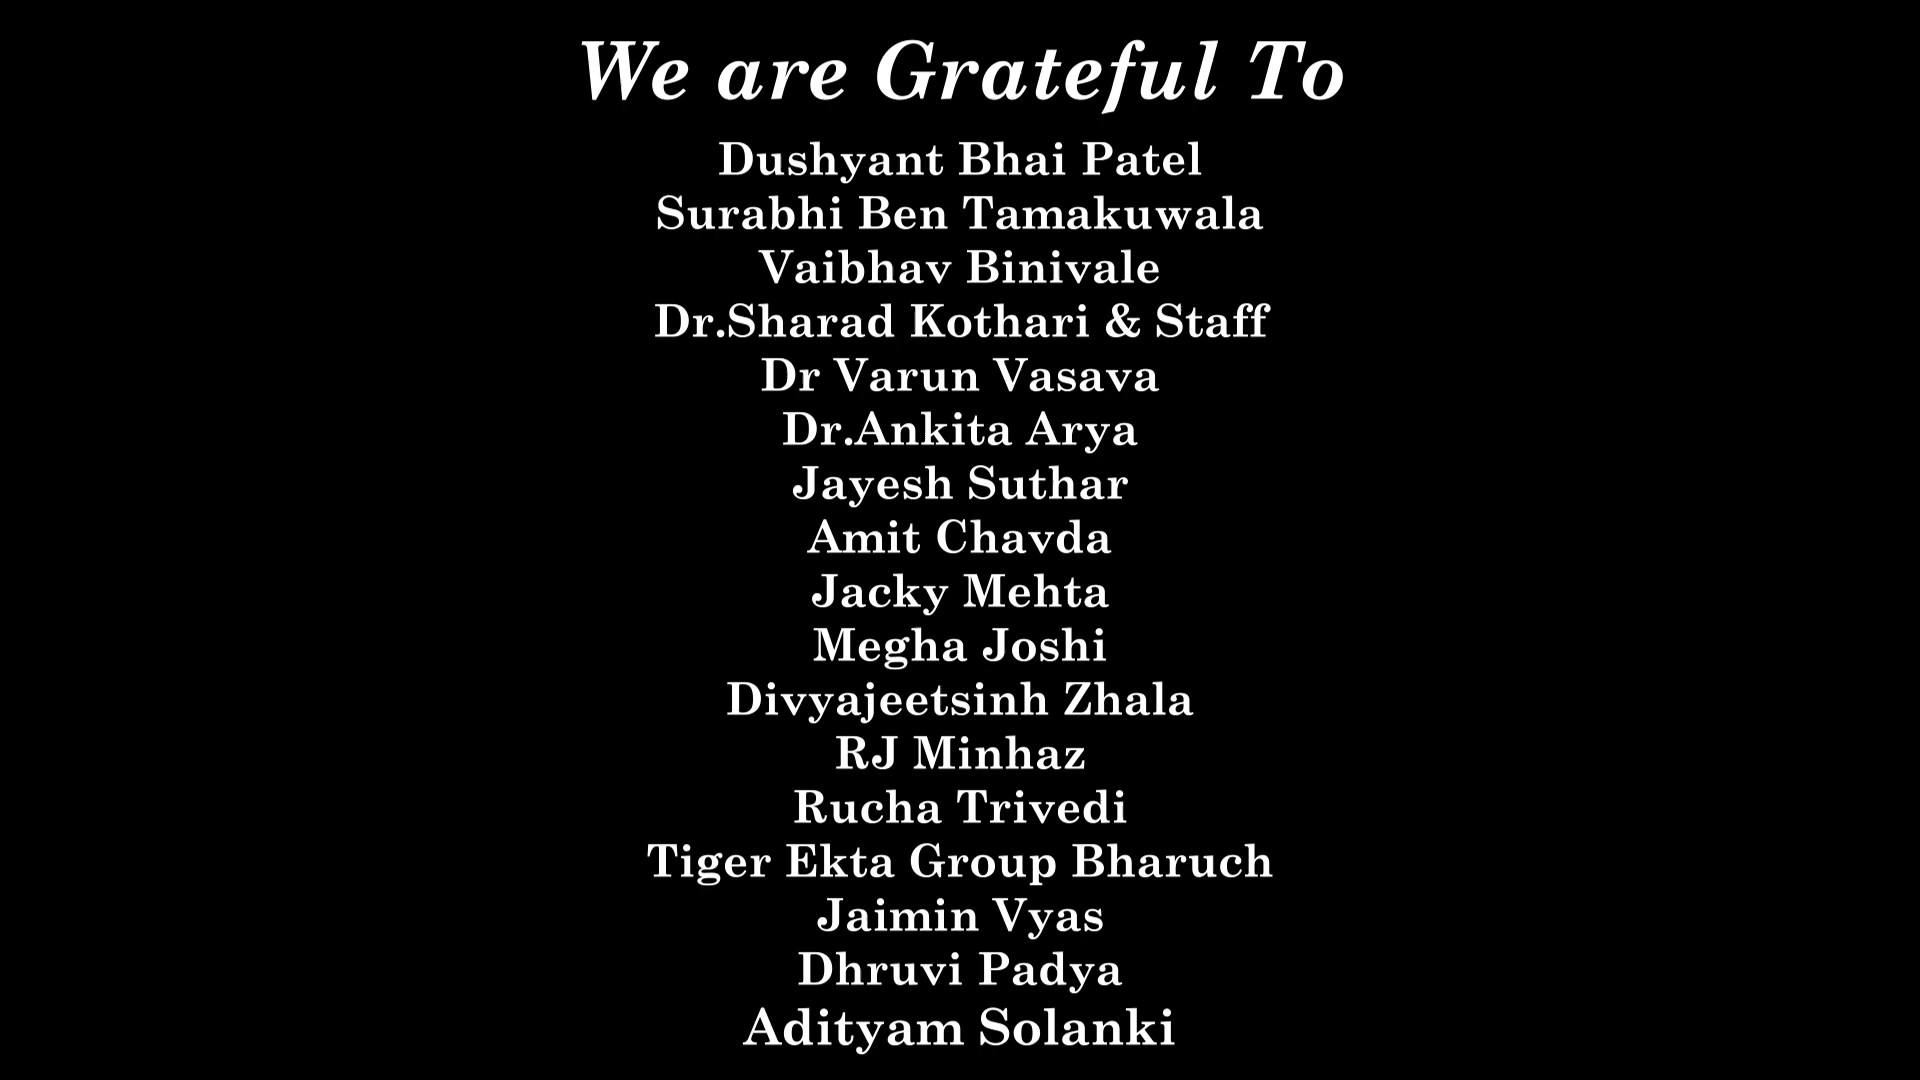 We are Grateful To
Dushyant Bhai Patel
Surabhi Ben Tamakuwala
Vaibhav Binivale
Dr.Sharad Kothari & Staff
Dr Varun Vasava
Dr.Ankita Arya
Jayesh Suthar
Amit Chavda
Jacky Mehta
Megha Joshi
Divyajeetsinh Zhala
RJ Minhaz
Rucha Trivedi
Tiger Ekta Group Bharuch
Jaimin Vyas
Dhruvi Padya
Adityam Solanki